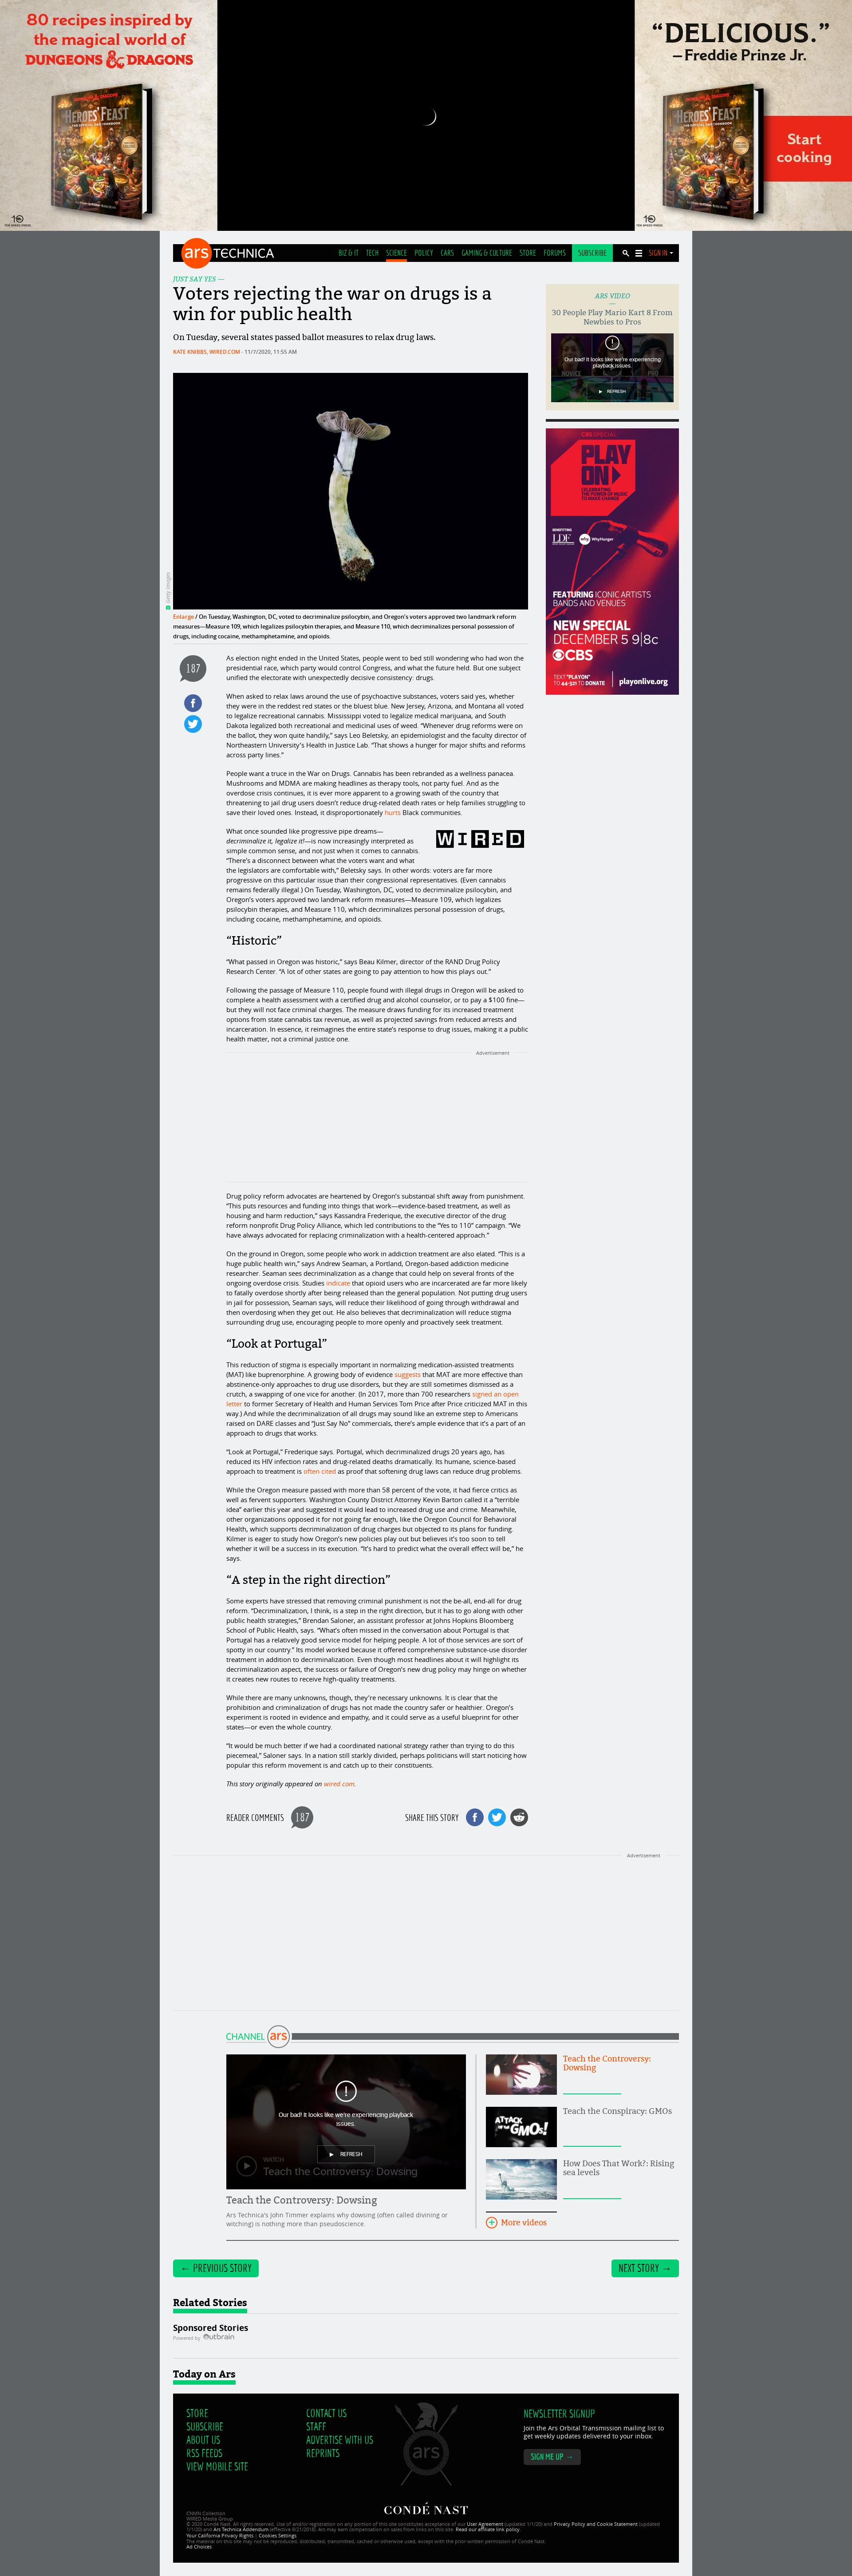 80 recipes inspired by
the magical world of
DUNGEONS & DRAGONS
HEROES' FEAST
“DELICIOUS.”
—Freddie Prinze Jr.
HEROES' FEAST
Start
cooking
ars TECHNICA
BIZ & IT TECH SCIENCE POLICY CARS GAMING & CULTURE STORE FORUMS SUBSCRIBE SIGN IN
JUST SAY YES —
Voters rejecting the war on drugs is a
win for public health
On Tuesday, several states passed ballot measures to relax drug laws.
KATE KNIBBS, WIRED.COM - 11/7/2020, 11:55 AM
Getty Images
Enlarge / On Tuesday, Washington, DC, voted to decriminalize psilocybin, and Oregon's voters approved two landmark reform
measures—Measure 109, which legalizes psilocybin therapies, and Measure 110, which decriminalizes personal possession of
drugs, including cocaine, methamphetamine, and opioids.
187
As election night ended in the United States, people went to bed still wondering who had won the
presidential race, which party would control Congress, and what the future held. But one subject
unified the electorate with unexpectedly decisive consistency: drugs.
When asked to relax laws around the use of psychoactive substances, voters said yes, whether
they were in the reddest red states or the bluest blue. New Jersey, Arizona, and Montana all voted
to legalize recreational cannabis. Mississippi voted to legalize medical marijuana, and South
Dakota legalized both recreational and medicinal uses of weed. “Whenever drug reforms were on
the ballot, they won quite handily,” says Leo Beletsky, an epidemiologist and the faculty director of
Northeastern University's Health in Justice Lab. “That shows a hunger for major shifts and reforms
across party lines.”
People want a truce in the War on Drugs. Cannabis has been rebranded as a wellness panacea.
Mushrooms and MDMA are making headlines as therapy tools, not party fuel. And as the
overdose crisis continues, it is ever more apparent to a growing swath of the country that
threatening to jail drug users doesn't reduce drug-related death rates or help families struggling to
save their loved ones. Instead, it disproportionately hurts Black communities.
WIRED
What once sounded like progressive pipe dreams—
decriminalize it, legalize it!—is now increasingly interpreted as
simple common sense, and not just when it comes to cannabis.
“There's a disconnect between what the voters want and what
the legislators are comfortable with,” Beletsky says. In other words: voters are far more
progressive on this particular issue than their congressional representatives. (Even cannabis
remains federally illegal.) On Tuesday, Washington, DC, voted to decriminalize psilocybin, and
Oregon's voters approved two landmark reform measures—Measure 109, which legalizes
psilocybin therapies, and Measure 110, which decriminalizes personal possession of drugs,
including cocaine, methamphetamine, and opioids.
“Historic”
“What passed in Oregon was historic,” says Beau Kilmer, director of the RAND Drug Policy
Research Center. “A lot of other states are going to pay attention to how this plays out.”
Following the passage of Measure 110, people found with illegal drugs in Oregon will be asked to
complete a health assessment with a certified drug and alcohol counselor, or to pay a $100 fine—
but they will not face criminal charges. The measure draws funding for its increased treatment
options from state cannabis tax revenue, as well as projected savings from reduced arrests and
incarceration. In essence, it reimagines the entire state's response to drug issues, making it a public
health matter, not a criminal justice one.
Advertisement
Drug policy reform advocates are heartened by Oregon's substantial shift away from punishment.
“This puts resources and funding into things that work—evidence-based treatment, as well as
housing and harm reduction,” says Kassandra Frederique, the executive director of the drug
reform nonprofit Drug Policy Alliance, which led contributions to the “Yes to 110” campaign. “We
have always advocated for replacing criminalization with a health-centered approach.”
On the ground in Oregon, some people who work in addiction treatment are also elated. “This is a
huge public health win,” says Andrew Seaman, a Portland, Oregon-based addiction medicine
researcher. Seaman sees decriminalization as a change that could help on several fronts of the
ongoing overdose crisis. Studies indicate that opioid users who are incarcerated are far more likely
to fatally overdose shortly after being released than the general population. Not putting drug users
in jail for possession, Seaman says, will reduce their likelihood of going through withdrawal and
then overdosing when they get out. He also believes that decriminalization will reduce stigma
surrounding drug use, encouraging people to more openly and proactively seek treatment.
“Look at Portugal”
This reduction of stigma is especially important in normalizing medication-assisted treatments
(MAT) like buprenorphine. A growing body of evidence suggests that MAT are more effective than
abstinence-only approaches to drug use disorders, but they are still sometimes dismissed as a
crutch, a swapping of one vice for another. (In 2017, more than 700 researchers signed an open
letter to former Secretary of Health and Human Services Tom Price after Price criticized MAT in this
way.) And while the decriminalization of all drugs may sound like an extreme step to Americans
raised on DARE classes and “Just Say No” commercials, there's ample evidence that it's a part of an
approach to drugs that works.
“Look at Portugal,” Frederique says. Portugal, which decriminalized drugs 20 years ago, has
reduced its HIV infection rates and drug-related deaths dramatically. Its humane, science-based
approach to treatment is often cited as proof that softening drug laws can reduce drug problems.
While the Oregon measure passed with more than 58 percent of the vote, it had fierce critics as
well as fervent supporters. Washington County District Attorney Kevin Barton called it a “terrible
idea” earlier this year and suggested it would lead to increased drug use and crime. Meanwhile,
other organizations opposed it for not going far enough, like the Oregon Council for Behavioral
Health, which supports decriminalization of drug charges but objected to its plans for funding.
Kilmer is eager to study how Oregon's new policies play out but believes it's too soon to tell
whether it will be a success in its execution. “It's hard to predict what the overall effect will be,” he
says.
“A step in the right direction”
Some experts have stressed that removing criminal punishment is not the be-all, end-all for drug
reform. “Decriminalization, I think, is a step in the right direction, but it has to go along with other
public health strategies,” Brendan Saloner, an assistant professor at Johns Hopkins Bloomberg
School of Public Health, says. “What's often missed in the conversation about Portugal is that
Portugal has a relatively good service model for helping people. A lot of those services are sort of
spotty in our country.” Its model worked because it offered comprehensive substance-use disorder
treatment in addition to decriminalization. Even though most headlines about it will highlight its
decriminalization aspect, the success or failure of Oregon's new drug policy may hinge on whether
it creates new routes to receive high-quality treatments.
While there are many unknowns, though, they're necessary unknowns. It is clear that the
prohibition and criminalization of drugs has not made the country safer or healthier. Oregon's
experiment is rooted in evidence and empathy, and it could serve as a useful blueprint for other
states—or even the whole country.
“It would be much better if we had a coordinated national strategy rather than trying to do this
piecemeal,” Saloner says. In a nation still starkly divided, perhaps politicians will start noticing how
popular this reform movement is and catch up to their constituents.
This story originally appeared on wired.com.
READER COMMENTS 187
SHARE THIS STORY
ARS VIDEO
30 People Play Mario Kart 8 From
Newbies to Pros
NOVICE PRO
Our bad! It looks like we're experiencing
playback issues.
REFRESH
CBS SPECIAL
PLAY
ON
CELEBRATING
THE POWER OF MUSIC
TO MAKE CHANGE
BENEFITTING
LDF
why WhyHunger
FEATURING ICONIC ARTISTS
BANDS AND VENUES
NEW SPECIAL
DECEMBER 5 9|8c
CBS
TEXT "PLAYON"
TO 44-321 TO DONATE
playonlive.org
Advertisement
CHANNEL ars
Our bad! It looks like we're experiencing playback
issues.
REFRESH
WATCH
Teach the Controversy: Dowsing
Teach the Controversy: Dowsing
Ars Technica's John Timmer explains why dowsing (often called divining or
witching) is nothing more than pseudoscience.
Teach the Controversy:
Dowsing
ATTACK OF THE GMOs!
Teach the Conspiracy: GMOs
How Does That Work?: Rising
sea levels
More videos
← PREVIOUS STORY
NEXT STORY →
Related Stories
Sponsored Stories
Powered by Outbrain
Today on Ars
STORE
SUBSCRIBE
ABOUT US
RSS FEEDS
VIEW MOBILE SITE
CONTACT US
STAFF
ADVERTISE WITH US
REPRINTS
ars
NEWSLETTER SIGNUP
Join the Ars Orbital Transmission mailing list to
get weekly updates delivered to your inbox.
SIGN ME UP →
CONDÉ NAST
CNMN Collection
WIRED Media Group
© 2020 Condé Nast. All rights reserved. Use of and/or registration on any portion of this site constitutes acceptance of our User Agreement (updated 1/1/20) and Privacy Policy and Cookie Statement (updated
1/1/20) and Ars Technica Addendum (effective 8/21/2018). Ars may earn compensation on sales from links on this site. Read our affiliate link policy.
Your California Privacy Rights | Cookies Settings
The material on this site may not be reproduced, distributed, transmitted, cached or otherwise used, except with the prior written permission of Condé Nast.
Ad Choices